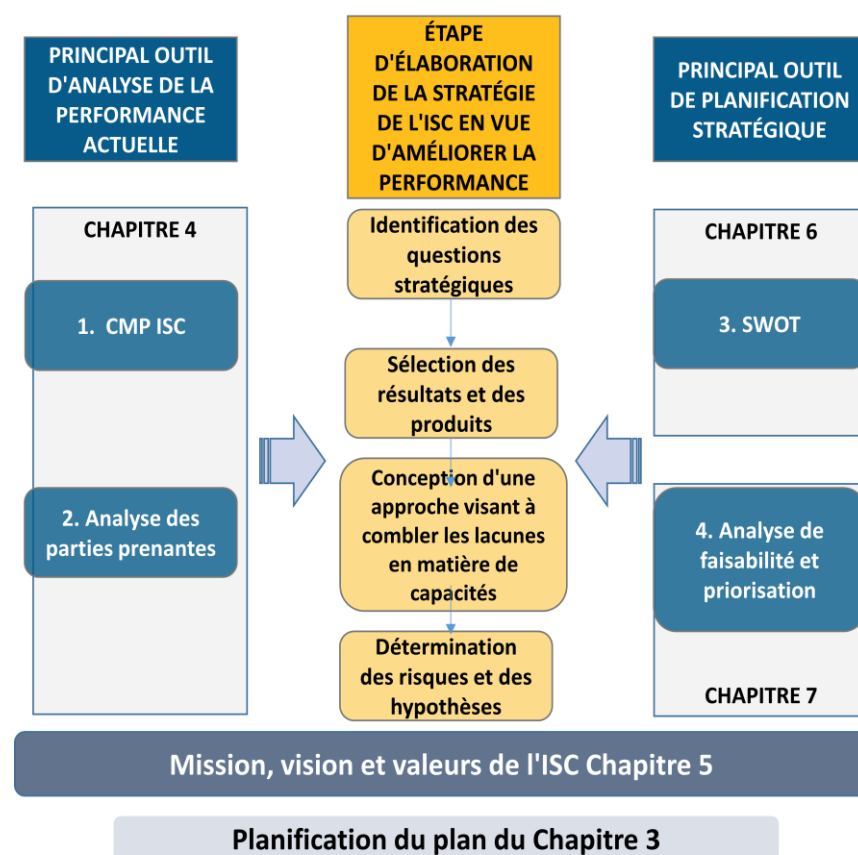 PRINCIPAL OUTIL
D'ANALYSE DE LA
PERFORMANCE
ACTUELLE
ÉTAPE
D'ÉLABORATION
DE LA STRATÉGIE
DE L'ISC EN VUE
D'AMÉLIORER LA
PERFORMANCE
PRINCIPAL OUTIL
DE PLANIFICATION
STRATÉGIQUE
CHAPITRE 4
1. CMP ISC
2. Analyse des
parties prenantes
Identification des
questions
stratégiques
Sélection des
résultats et des
produits
Conception d'une
approche visant à
combler les lacunes
en matière de
capacités
Détermination
des risques et des
hypothèses
CHAPITRE 6
3. SWOT
4. Analyse de
faisabilité et
priorisation
CHAPITRE 7
Mission, vision et valeurs de l'ISC Chapitre 5
Planification du plan du Chapitre 3